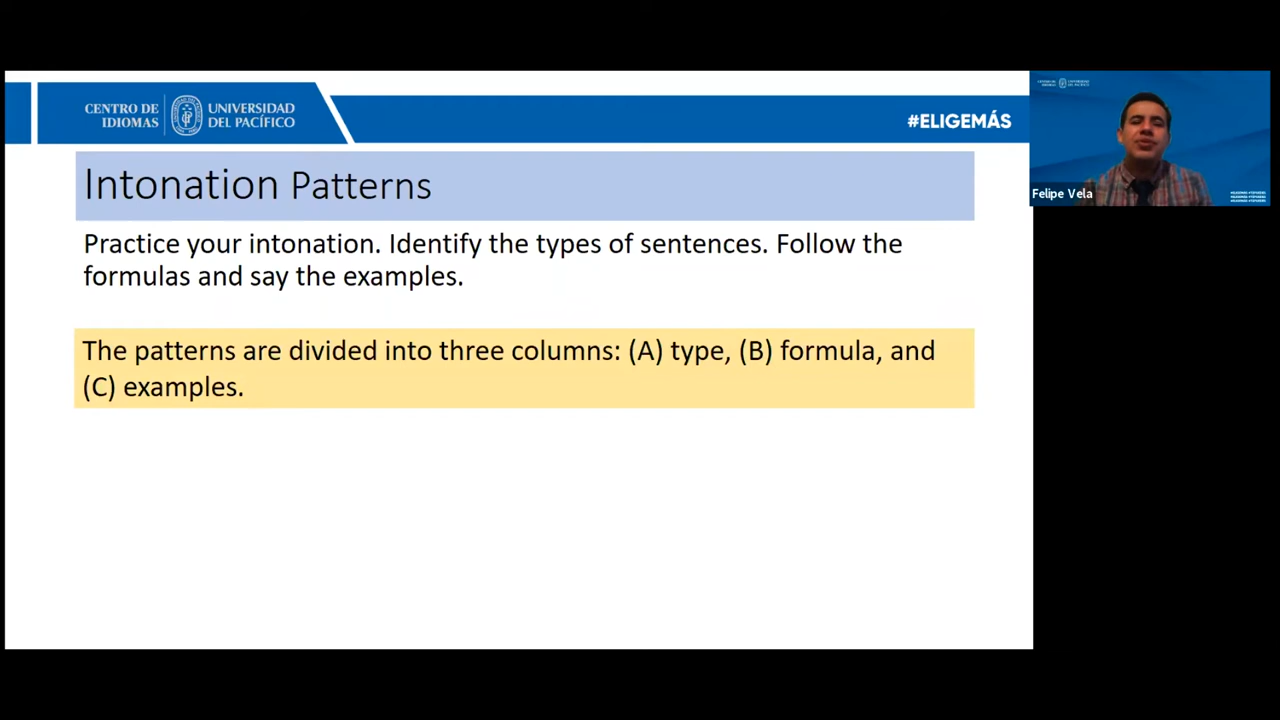 CENTRO DE
IDIOMAS
UNIVERSIDAD
DEL PACÍFICO
#ELIGEMÁS
Felipe Vela
Intonation Patterns
Practice your intonation. Identify the types of sentences. Follow the
formulas and say the examples.
The patterns are divided into three columns: (A) type, (B) formula, and
(C) examples.